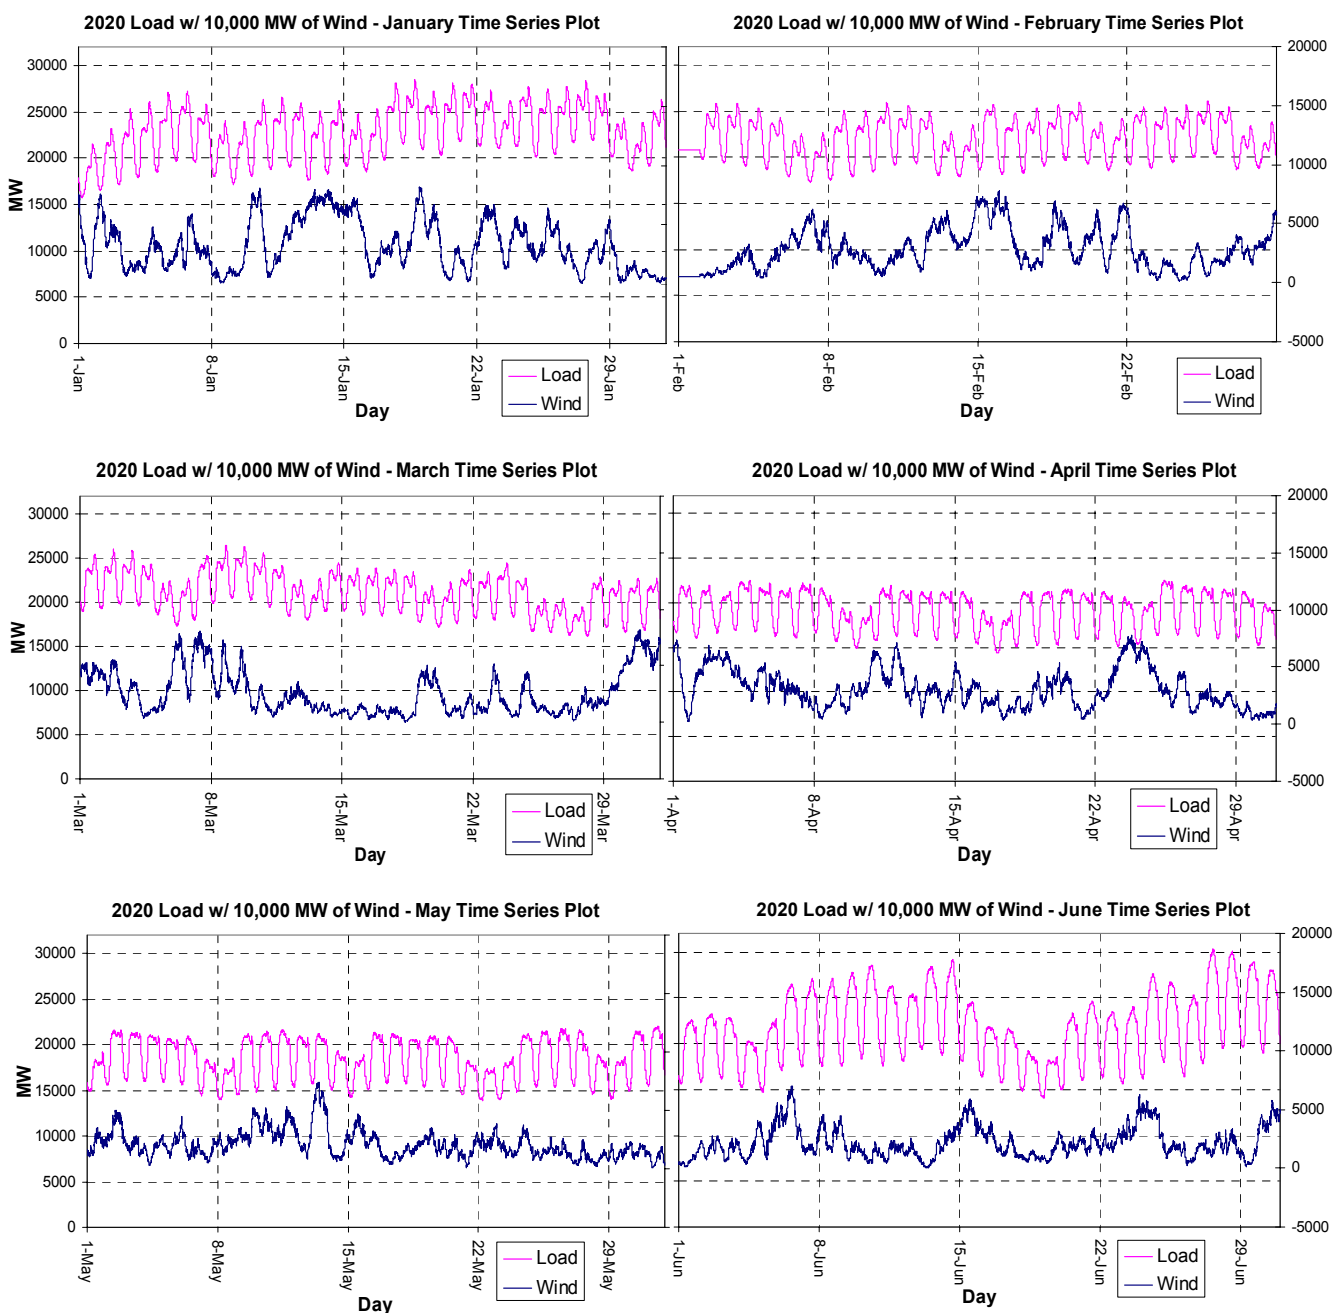 2020 Load w/ 10,000 MW of Wind - January Time Series Plot
30000
25000
20000
15000
10000
5000
0
MW
1-Jan
8-Jan
15-Jan
22-Jan
29-Jan
Day
Load
Wind
2020 Load w/ 10,000 MW of Wind - February Time Series Plot
20000
15000
10000
5000
0
-5000
1-Feb
8-Feb
15-Feb
22-Feb
Day
Load
Wind
2020 Load w/ 10,000 MW of Wind - March Time Series Plot
30000
25000
20000
15000
10000
5000
0
MW
1-Mar
8-Mar
15-Mar
22-Mar
29-Mar
Day
Load
Wind
2020 Load w/ 10,000 MW of Wind - April Time Series Plot
20000
15000
10000
5000
0
-5000
1-Apr
8-Apr
15-Apr
22-Apr
29-Apr
Day
Load
Wind
2020 Load w/ 10,000 MW of Wind - May Time Series Plot
30000
25000
20000
15000
10000
5000
0
MW
1-May
8-May
15-May
22-May
29-May
Day
Load
Wind
2020 Load w/ 10,000 MW of Wind - June Time Series Plot
20000
15000
10000
5000
0
-5000
1-Jun
8-Jun
15-Jun
22-Jun
29-Jun
Day
Load
Wind